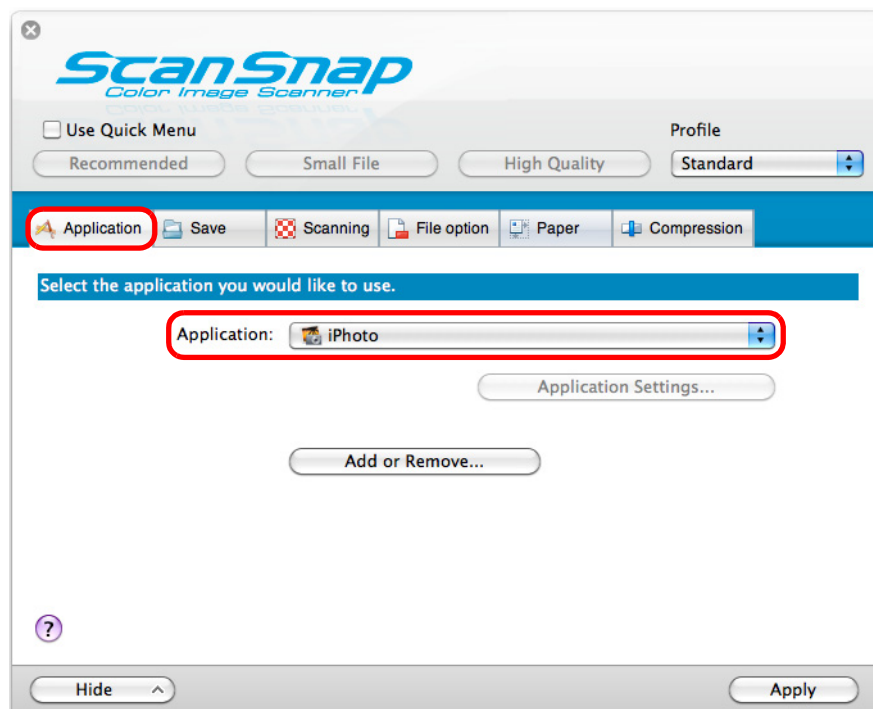 ScanSnap
Color Image Scanner
Use Quick Menu
Profile
Recommended Small File High Quality Standard
Application Save Scanning File option Paper Compression
Select the application you would like to use.
Application: iPhoto
Application Settings...
Add or Remove...
?
Hide Apply